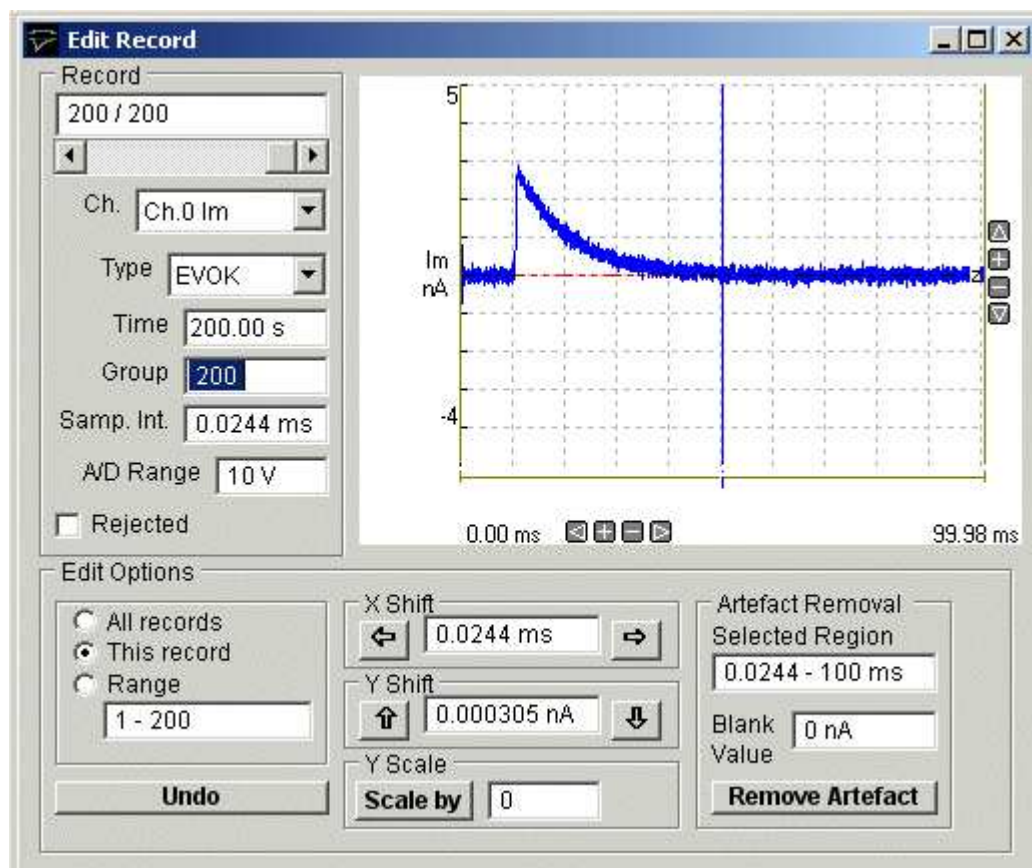 Edit Record
Record
200 / 200
Ch. Ch.0 Im
Type EVOK
Time 200.00 s
Group 200
Samp. Int. 0.0244 ms
A/D Range 10 V
Rejected
5
Im
nA
z
-4
0.00 ms
99.98 ms
Edit Options
All records
This record
Range
1 - 200
Undo
X Shift
0.0244 ms
Y Shift
0.000305 nA
Y Scale
Scale by 0
Artefact Removal
Selected Region
0.0244 - 100 ms
Blank
Value
0 nA
Remove Artefact